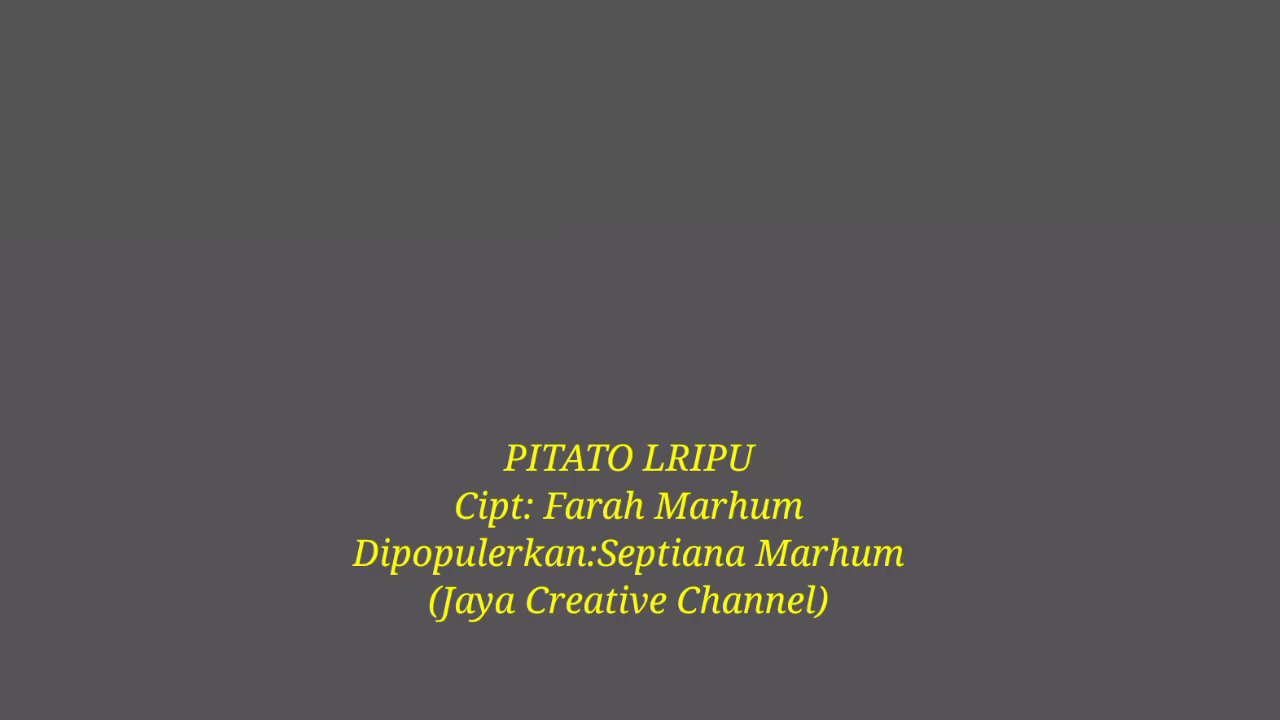 PITATO LRIPU
Cipt: Farah Marhum
Dipopulerkan:Septiana Marhum
(Jaya Creative Channel)